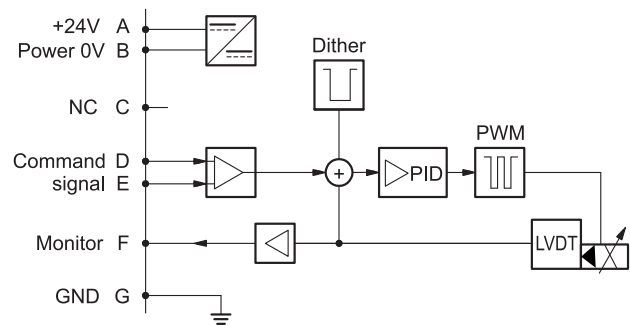 +24V A
Power 0V B
Dither
NC C
PWM
Command D
signal E
+
PID
Monitor F
LVDT
GND G